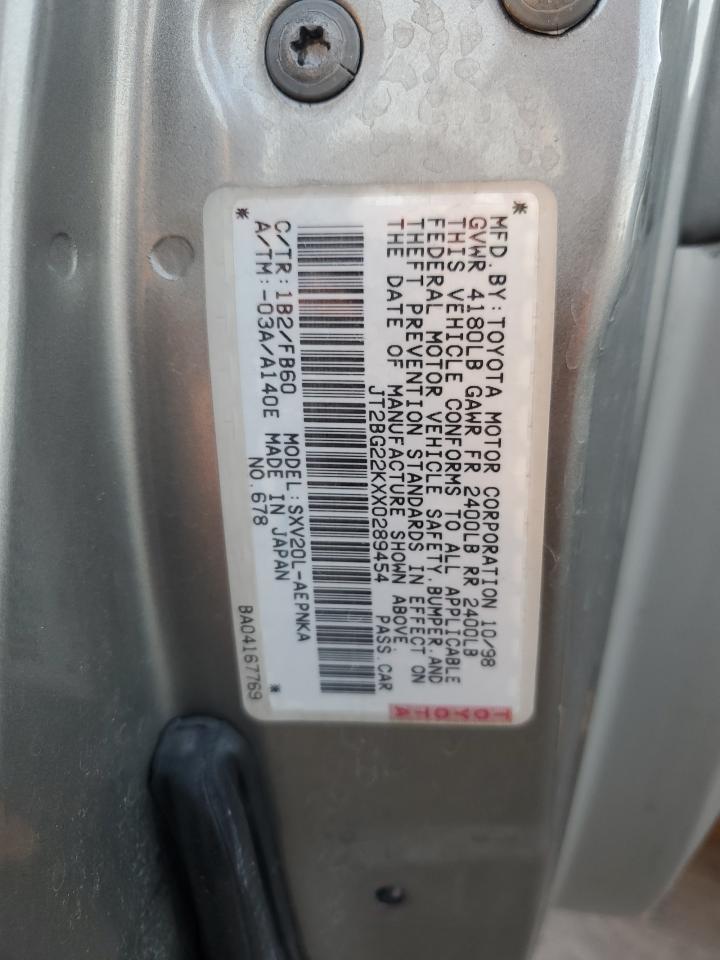 MFD. BY: TOYOTA MOTOR CORPORATION 10/98
GVWR 4180LB GAWR FR 2400LB RR 2400LB
THIS VEHICLE CONFORMS TO ALL APPLICABLE
FEDERAL MOTOR VEHICLE SAFETY, BUMPER, AND
THEFT PREVENTION STANDARDS IN EFFECT ON
THE DATE OF MANUFACTURE SHOWN ABOVE.
JT2BG22KXX0289454 PASS. CAR
C/TR: 1B2/FB60 MODEL: SXV20L-AEPNKA
A/TM: -03A/A140E MADE IN JAPAN
NO. 678
BA04167769
TOYOTA